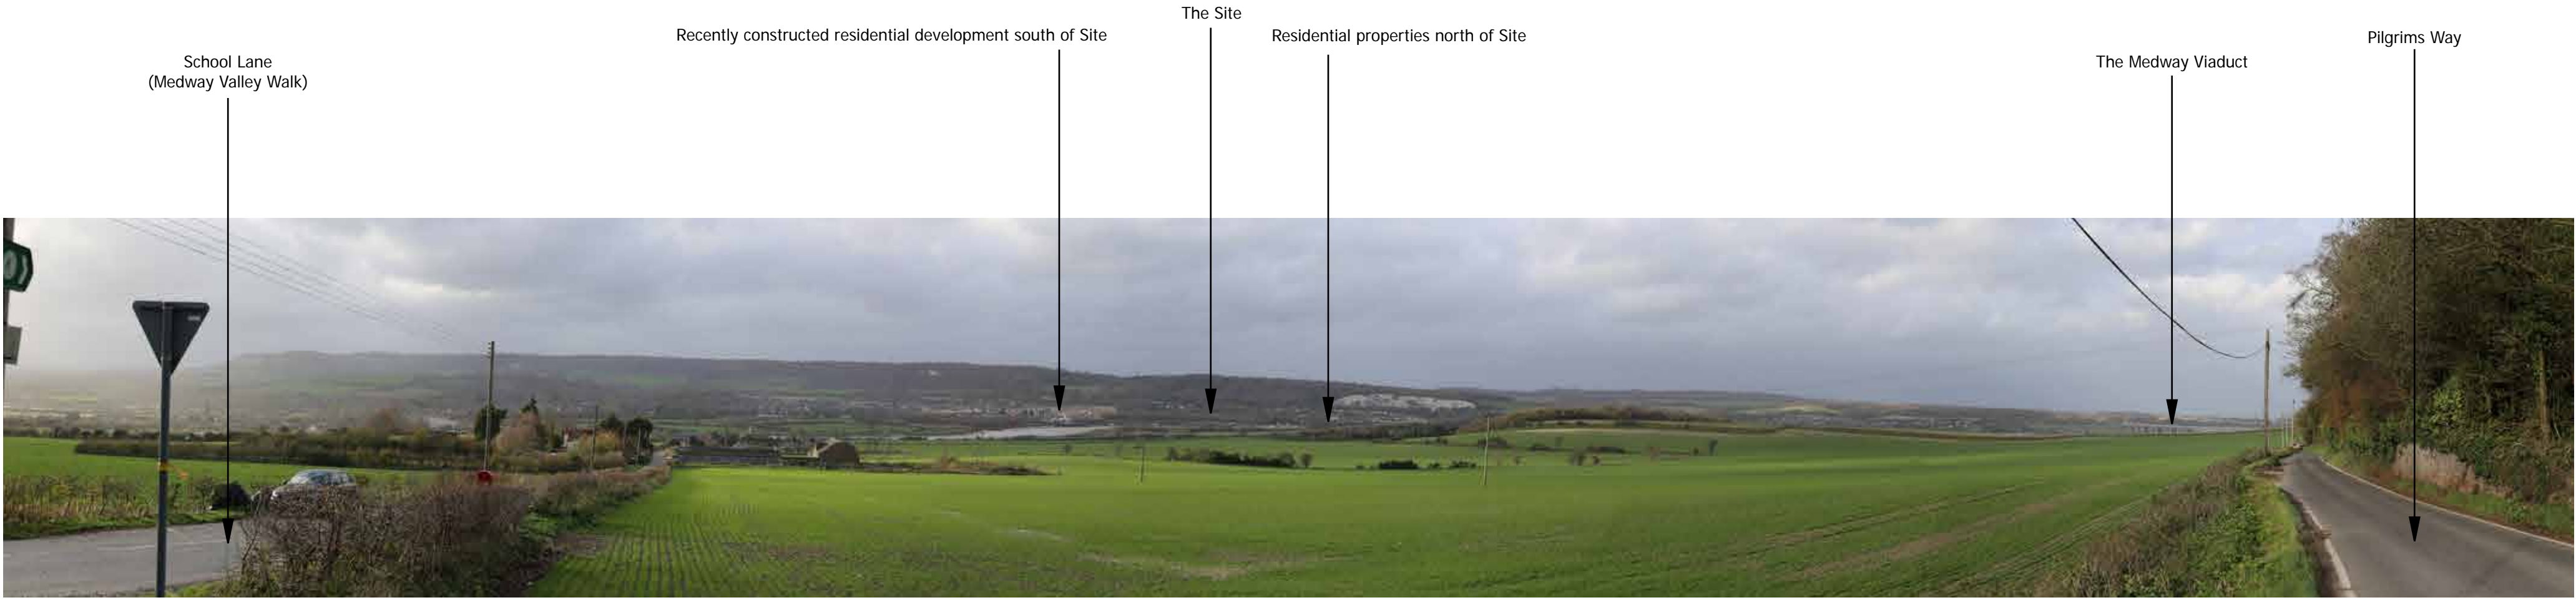 School Lane
(Medway Valley Walk)
Recently constructed residential development south of Site
The Site
Residential properties north of Site
The Medway Viaduct
Pilgrims Way